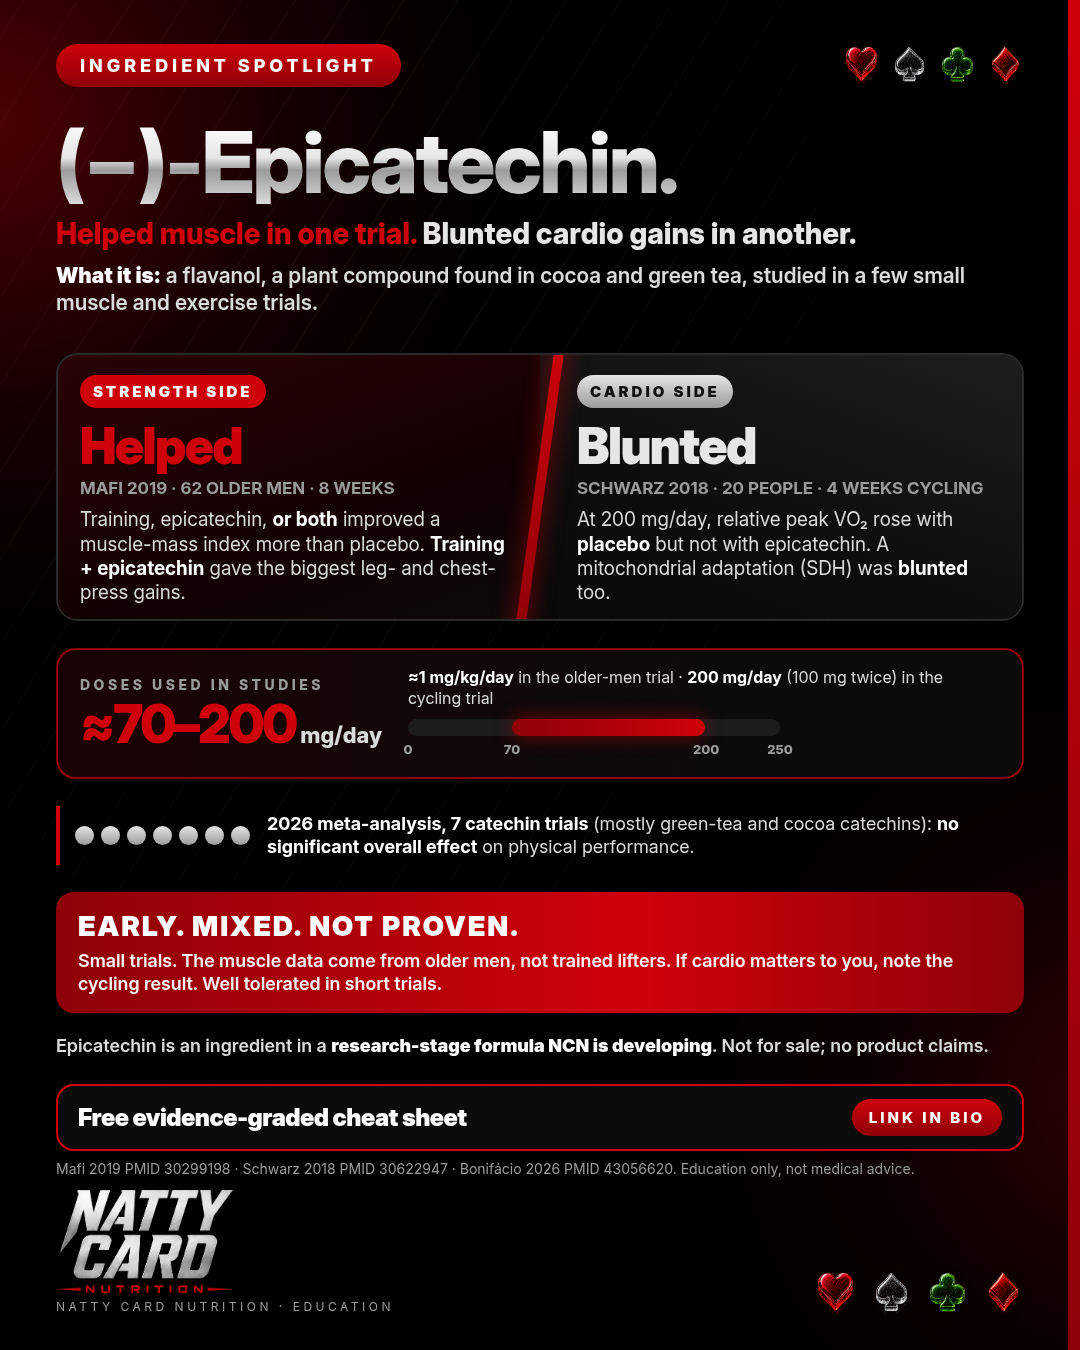 INGREDIENT SPOTLIGHT
(–)-Epicatechin.
Helped muscle in one trial. Blunted cardio gains in another.
What it is: a flavanol, a plant compound found in cocoa and green tea, studied in a few small
muscle and exercise trials.
STRENGTH SIDE
Helped
MAFI 2019 · 62 OLDER MEN · 8 WEEKS
Training, epicatechin, or both improved a
muscle-mass index more than placebo. Training
+ epicatechin gave the biggest leg- and chest-
press gains.
CARDIO SIDE
Blunted
SCHWARZ 2018 · 20 PEOPLE · 4 WEEKS CYCLING
At 200 mg/day, relative peak VO₂ rose with
placebo but not with epicatechin. A
mitochondrial adaptation (SDH) was blunted
too.
DOSES USED IN STUDIES
≈70–200 mg/day
≈1 mg/kg/day in the older-men trial · 200 mg/day (100 mg twice) in the
cycling trial
0 70 200 250
2026 meta-analysis, 7 catechin trials (mostly green-tea and cocoa catechins): no
significant overall effect on physical performance.
EARLY. MIXED. NOT PROVEN.
Small trials. The muscle data come from older men, not trained lifters. If cardio matters to you, note the
cycling result. Well tolerated in short trials.
Epicatechin is an ingredient in a research-stage formula NCN is developing. Not for sale; no product claims.
Free evidence-graded cheat sheet
LINK IN BIO
Mafi 2019 PMID 30299198 · Schwarz 2018 PMID 30622947 · Bonifácio 2026 PMID 43056620. Education only, not medical advice.
NATTY
CARD
NUTRITION
NATTY CARD NUTRITION · EDUCATION